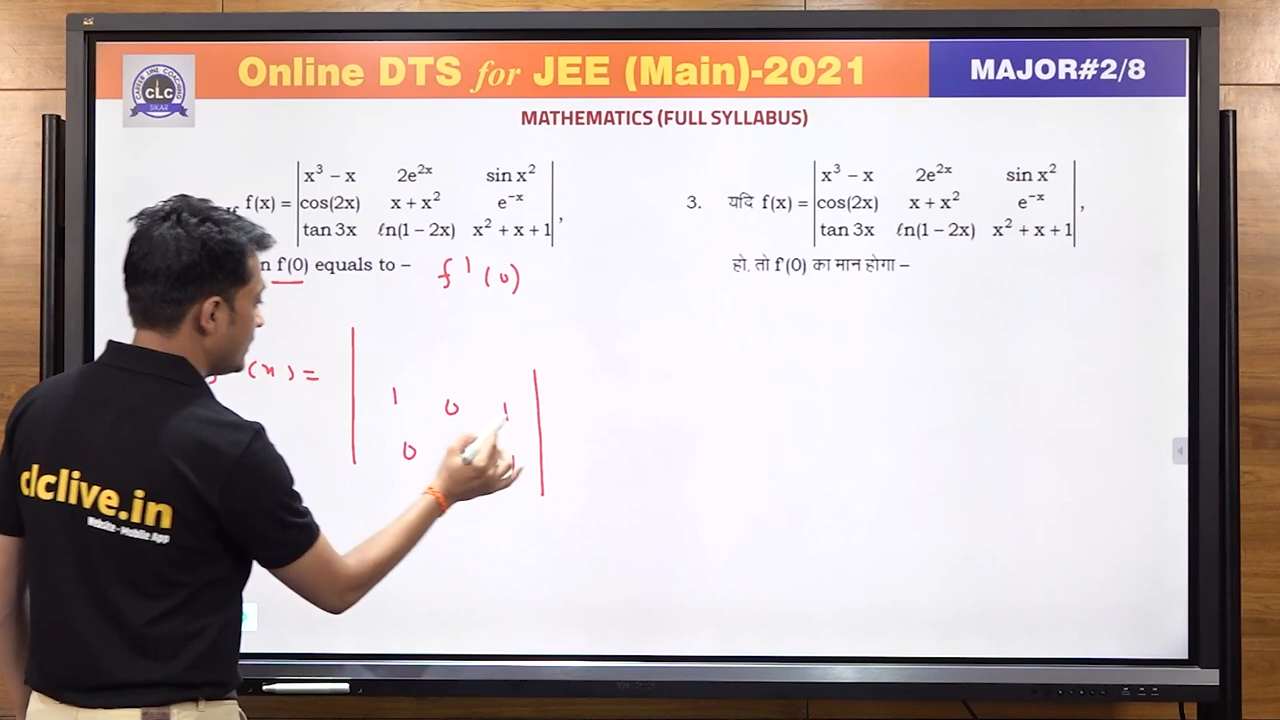 Online DTS for JEE (Main)-2021
MAJOR#2/8
CAREER LINE COACHING
CLC
SIKAR
MATHEMATICS (FULL SYLLABUS)
f(x) = | x³ – x 2e²ˣ sin x² |
| cos(2x) x + x² e⁻ˣ |
| tan 3x ℓn(1 – 2x) x² + x + 1 | ,
f(0) equals to –
f'(0)
(x) =
1 0 1
0
3. यदि f(x) = | x³ – x 2e²ˣ sin x² |
| cos(2x) x + x² e⁻ˣ |
| tan 3x ℓn(1 – 2x) x² + x + 1 | ,
हो, तो f(0) का मान होगा –
clclive.in
Website - Mobile App